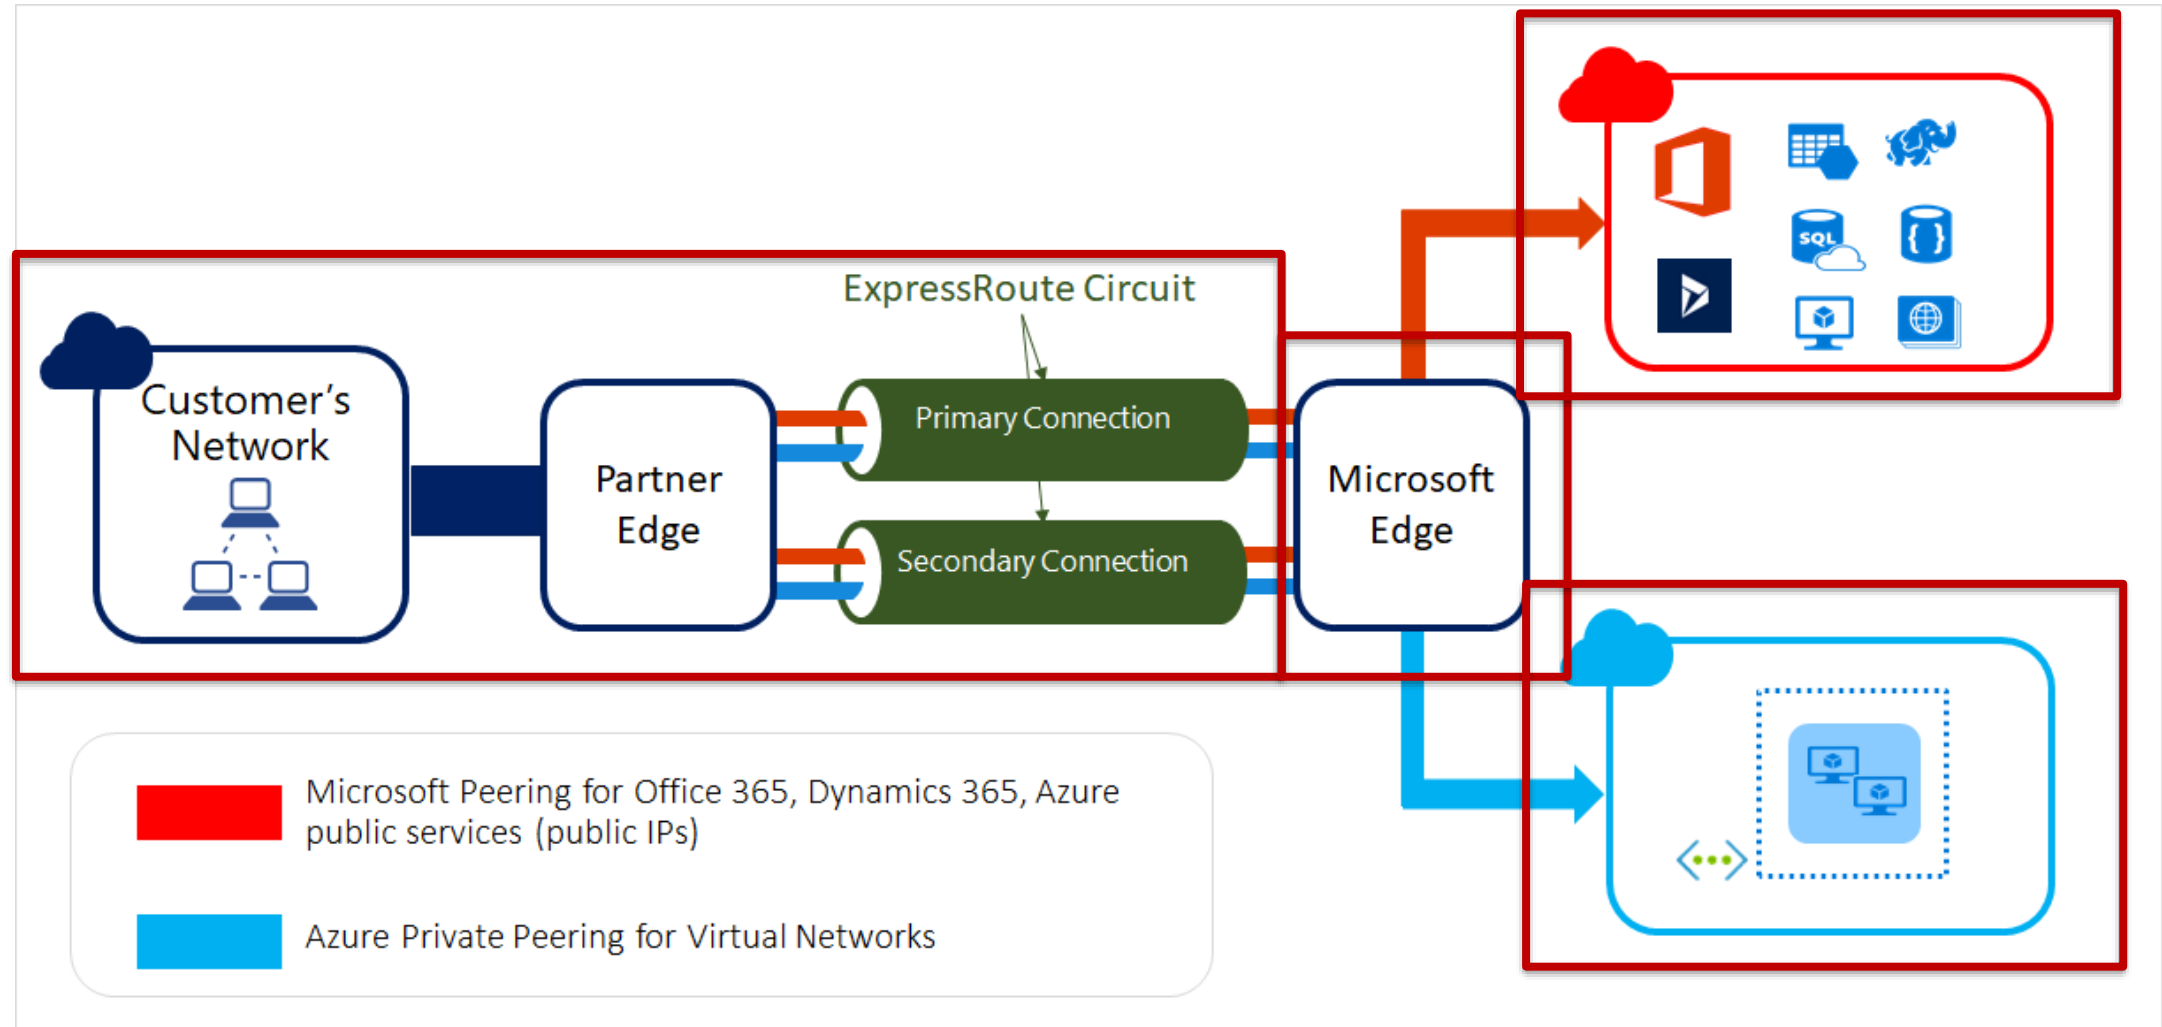 ExpressRoute Circuit
Customer's
Network
Partner
Edge
Primary Connection
Secondary Connection
Microsoft
Edge
SQL
{ }
Microsoft Peering for Office 365, Dynamics 365, Azure
public services (public IPs)
Azure Private Peering for Virtual Networks